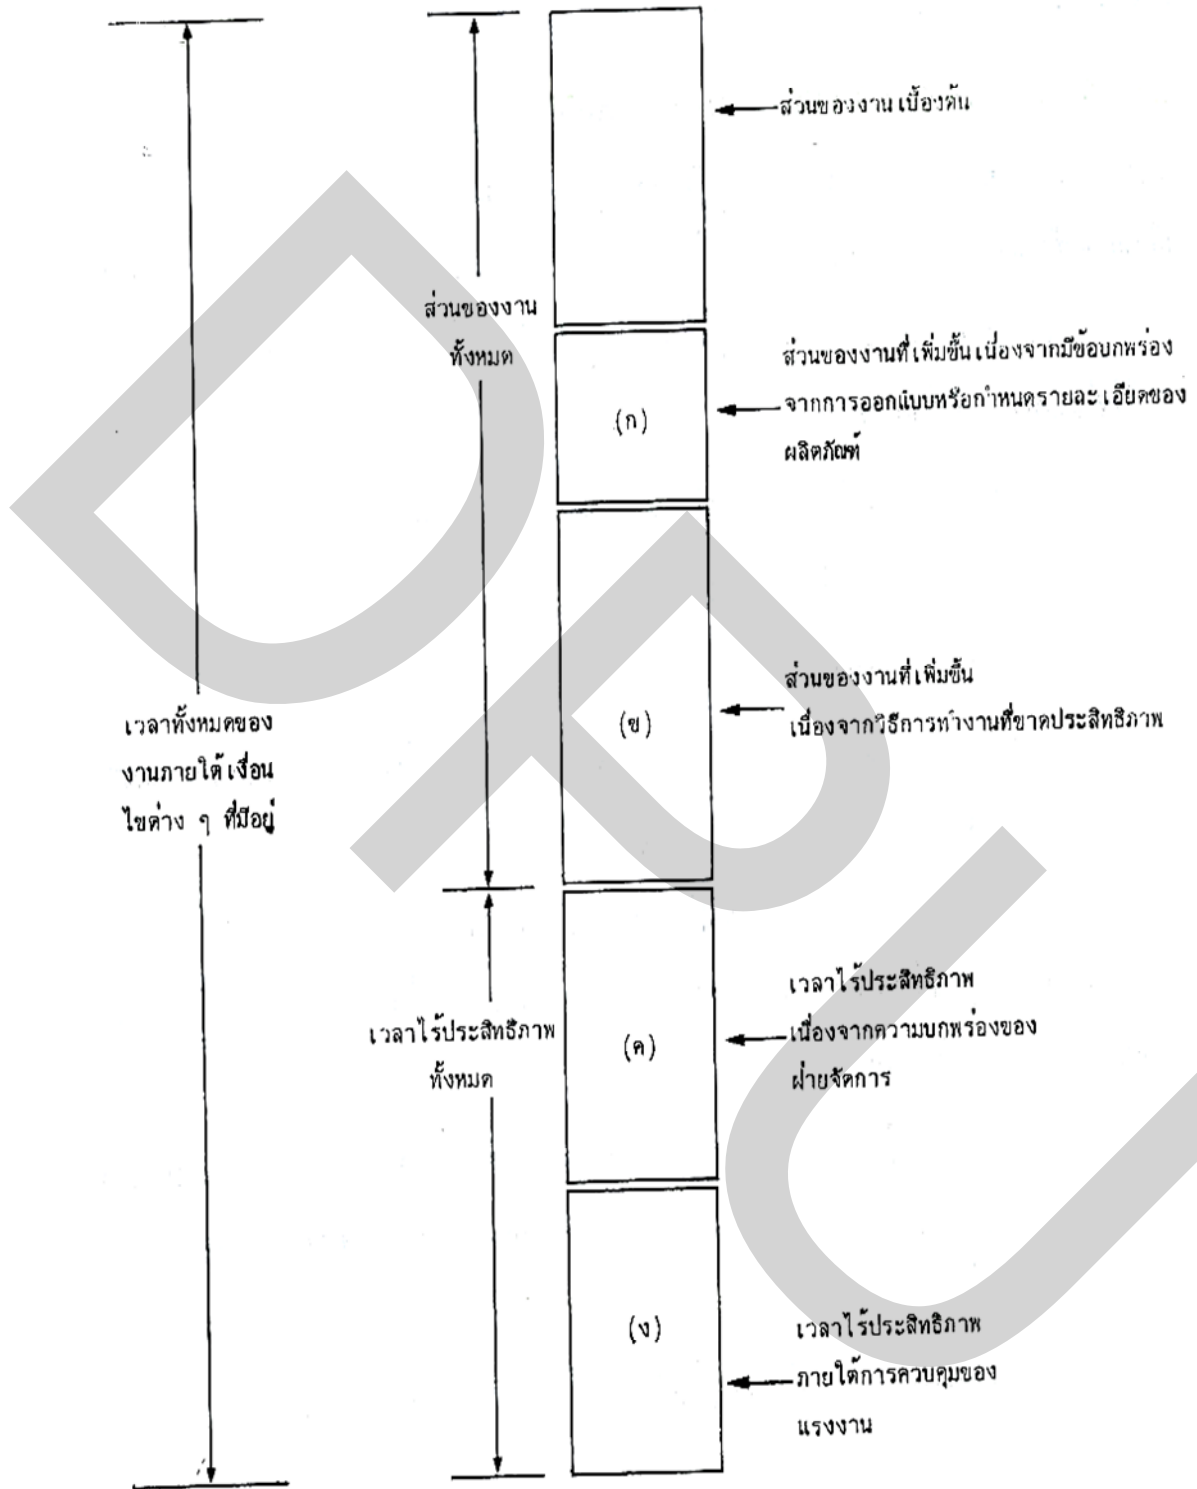 ส่วนของงานเบื้องต้น
ส่วนของงาน
ทั้งหมด
ส่วนของงานที่เพิ่มขึ้นเนื่องจากมีข้อบกพร่อง
จากการออกแบบหรือกำหนดรายละเอียดของ
ผลิตภัณฑ์
(ก)
ส่วนของงานที่เพิ่มขึ้น
เนื่องจากวิธีการทำงานที่ขาดประสิทธิภาพ
(ข)
เวลาทั้งหมดของ
งานภายใต้เงื่อน
ไขต่าง ๆ ที่มีอยู่
เวลาไร้ประสิทธิภาพ
ทั้งหมด
(ค)
เวลาไร้ประสิทธิภาพ
เนื่องจากความบกพร่องของ
ฝ่ายจัดการ
(ง)
เวลาไร้ประสิทธิภาพ
ภายใต้การควบคุมของ
แรงงาน
DPU